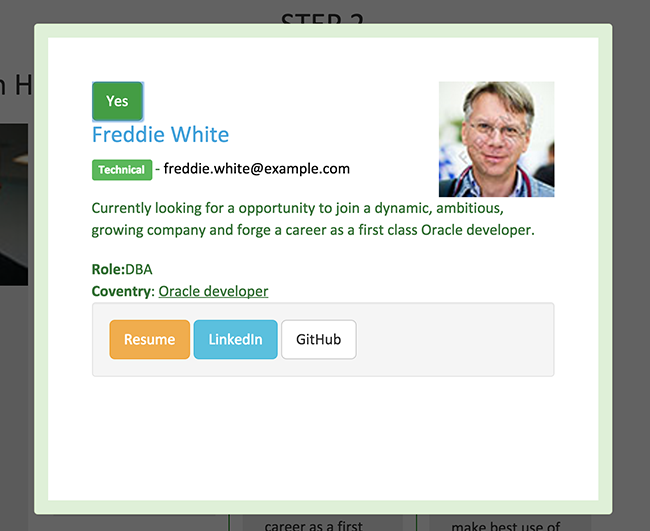 STEP 2
n H
Yes
Freddie White
Technical - freddie.white@example.com
Currently looking for a opportunity to join a dynamic, ambitious,
growing company and forge a career as a first class Oracle developer.
Role:DBA
Coventry: Oracle developer
Resume LinkedIn GitHub
career as a first
make best use of